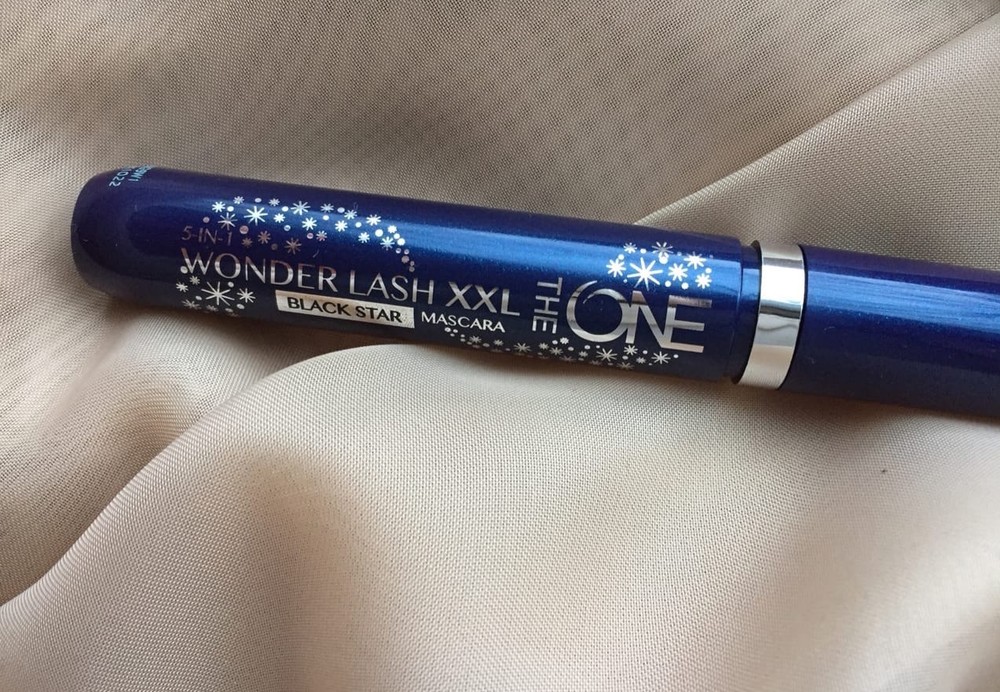 5-IN-1
WONDER LASH XXL
BLACK STAR MASCARA
THE ONE